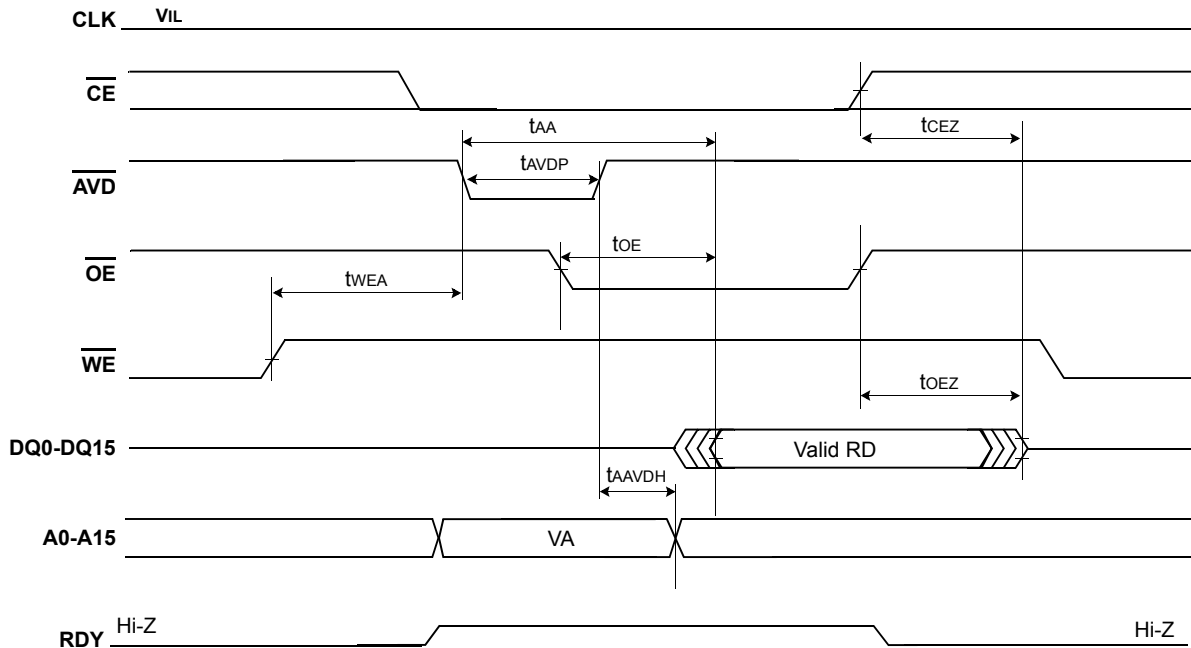 CLK VIL
CE
tAA
tCEZ
AVD
tAVDP
OE
tOE
tWEA
WE
tOEZ
DQ0-DQ15
Valid RD
tAAVDH
A0-A15
VA
RDY Hi-Z
Hi-Z